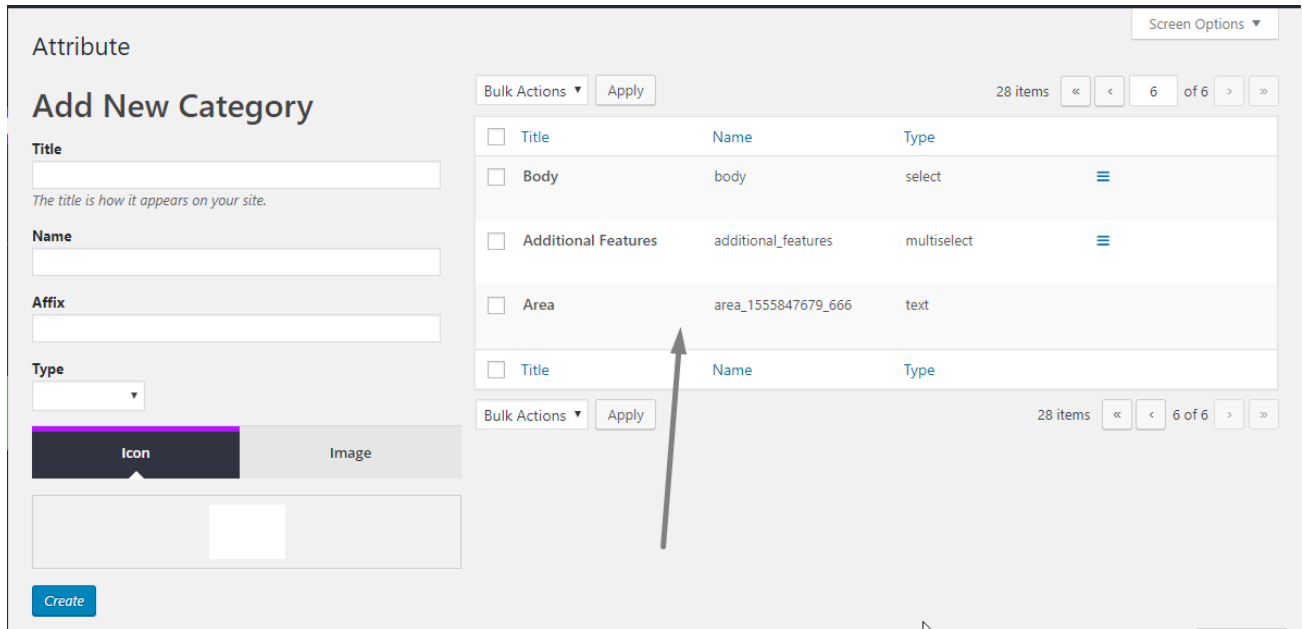 Screen Options ▼
Attribute
Add New Category
Title
The title is how it appears on your site.
Name
Affix
Type
Icon Image
Create
Bulk Actions ▼ Apply 28 items « ‹ 6 of 6 › »
Title Name Type
Body body select
Additional Features additional_features multiselect
Area area_1555847679_666 text
Title Name Type
Bulk Actions ▼ Apply 28 items « ‹ 6 of 6 › »